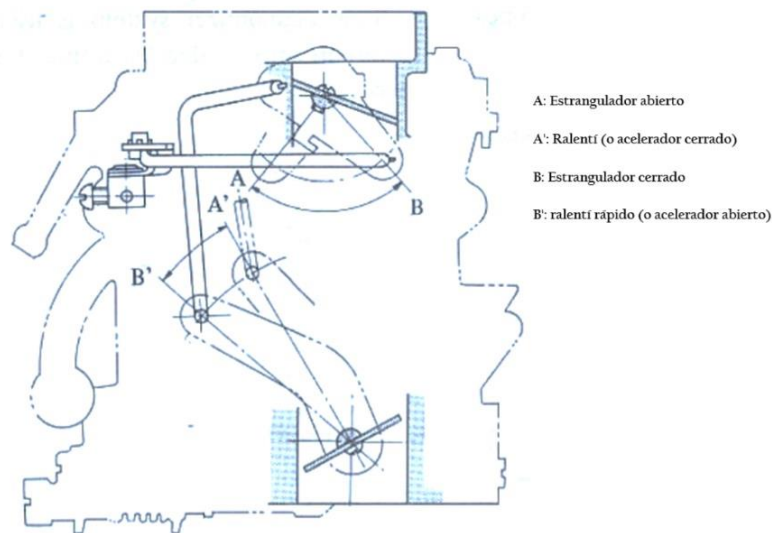 A: Estrangulador abierto
A': Ralentí (o acelerador cerrado)
B: Estrangulador cerrado
B': ralentí rápido (o acelerador abierto)
A
B
A'
B'